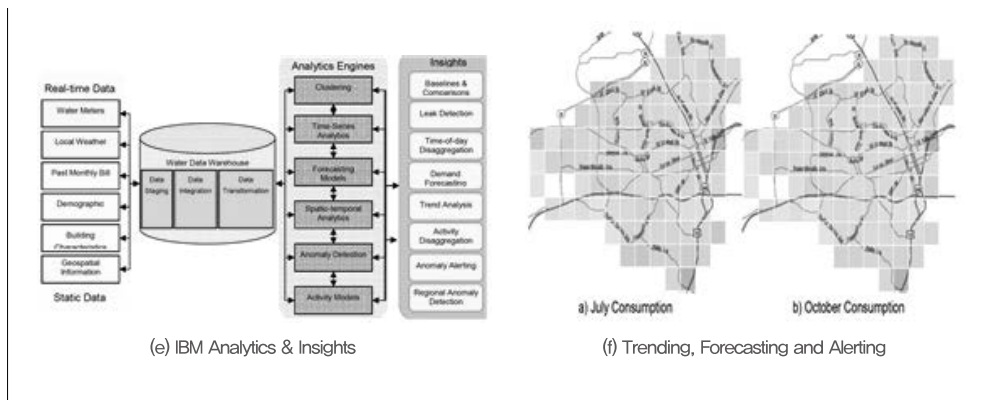 Real-time Data
Water Meters
Local Weather
Past Monthly Bill
Demographic
Building
Characteristics
Geospatial
Information
Static Data
Water Data Warehouse
Data
Staging
Data
Integration
Data
Transformation
Analytics Engines
Clustering
Time-Series
Analytics
Forecasting
Models
Spatio-temporal
Analytics
Anomaly Detection
Activity Models
Insights
Baselines &
Comparisons
Leak Detection
Time-of-day
Disaggregation
Demand
Forecasting
Trend Analysis
Activity
Disaggregation
Anomaly Alerting
Regional Anomaly
Detection
(e) IBM Analytics & Insights
a) July Consumption
b) October Consumption
(f) Trending, Forecasting and Alerting